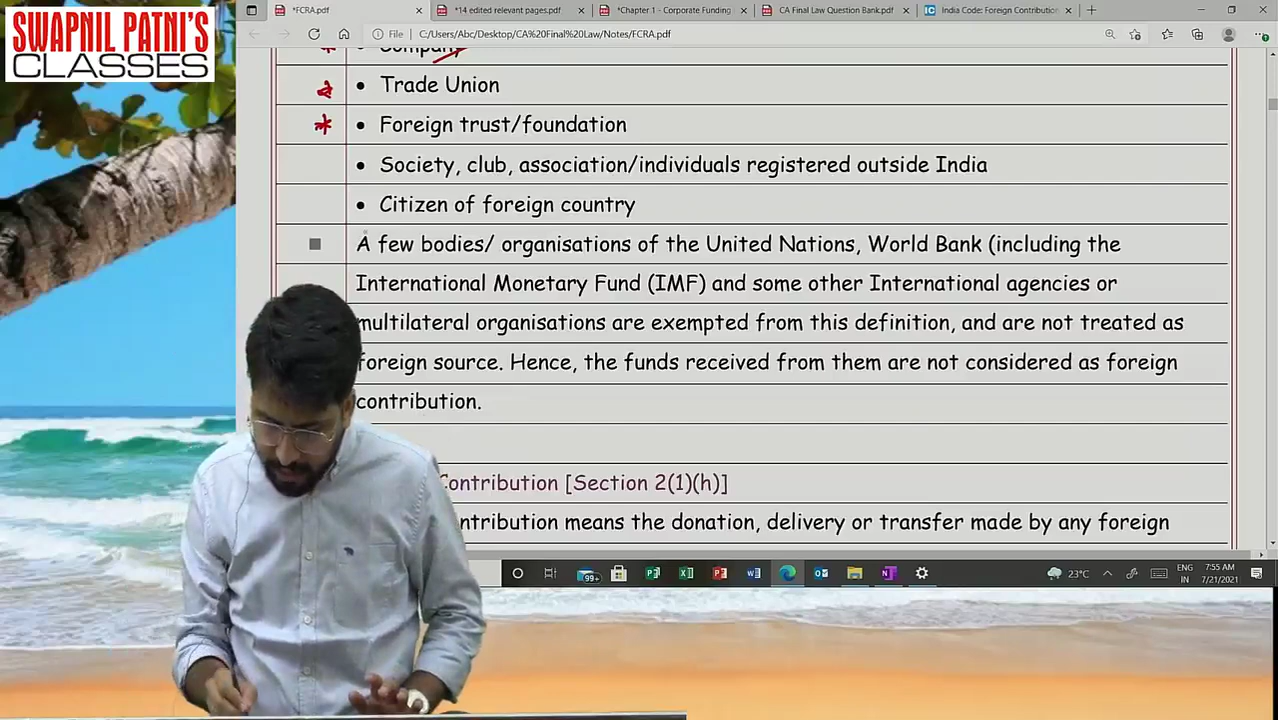 SWAPNIL PATNI'S
CLASSES
*FCRA.pdf
*14 edited relevant pages.pdf
*Chapter 1 - Corporate Funding
CA Final Law Question Bank.pdf
India Code: Foreign Contribution
File
C:/Users/Abc/Desktop/CA%20Final%20Law/Notes/FCRA.pdf
• Company
• Trade Union
• Foreign trust/foundation
• Society, club, association/individuals registered outside India
• Citizen of foreign country
A few bodies/ organisations of the United Nations, World Bank (including the
International Monetary Fund (IMF) and some other International agencies or
multilateral organisations are exempted from this definition, and are not treated as
foreign source. Hence, the funds received from them are not considered as foreign
contribution.
Contribution [Section 2(1)(h)]
ntribution means the donation, delivery or transfer made by any foreign
99+
23°C
ENG
IN
7:55 AM
7/21/2021